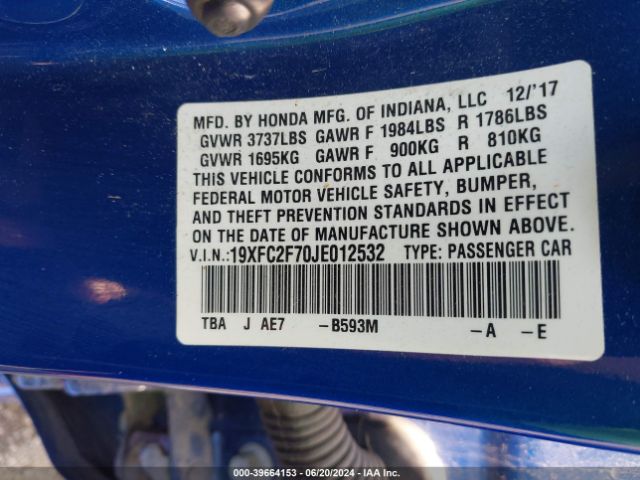 MFD. BY HONDA MFG. OF INDIANA, LLC 12/'17
GVWR 3737LBS GAWR F 1984LBS R 1786LBS
GVWR 1695KG GAWR F 900KG R 810KG
THIS VEHICLE CONFORMS TO ALL APPLICABLE
FEDERAL MOTOR VEHICLE SAFETY, BUMPER,
AND THEFT PREVENTION STANDARDS IN EFFECT
ON THE DATE OF MANUFACTURE SHOWN ABOVE.
V.I.N.:19XFC2F70JE012532 TYPE: PASSENGER CAR
TBA J AE7 -B593M -A -E
000-39664153 - 06/20/2024 - IAA Inc.